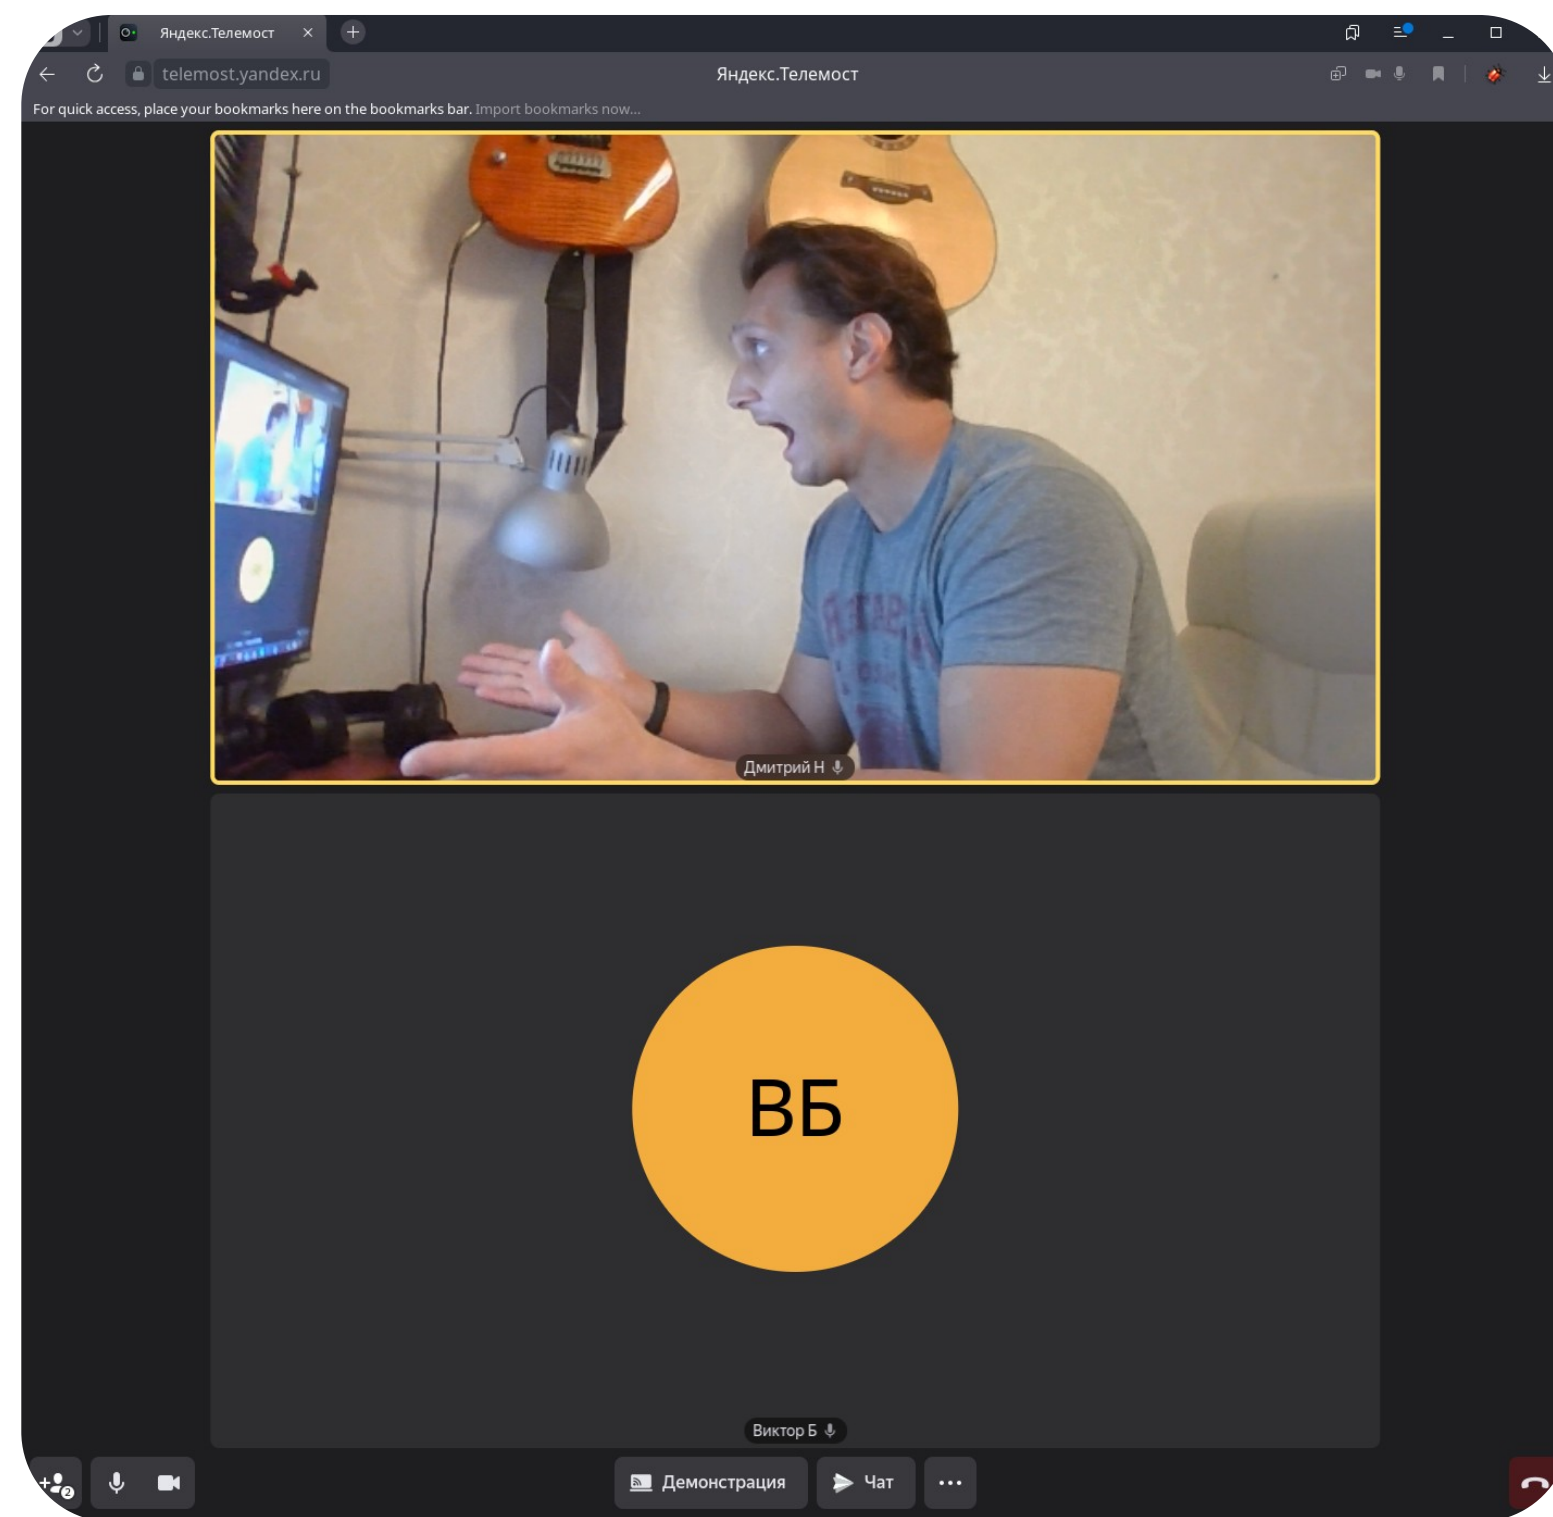 Яндекс.Телемост
telemost.yandex.ru
Яндекс.Телемост
For quick access, place your bookmarks here on the bookmarks bar. Import bookmarks now...
Дмитрий Н
ВБ
Виктор Б
2
Демонстрация
Чат